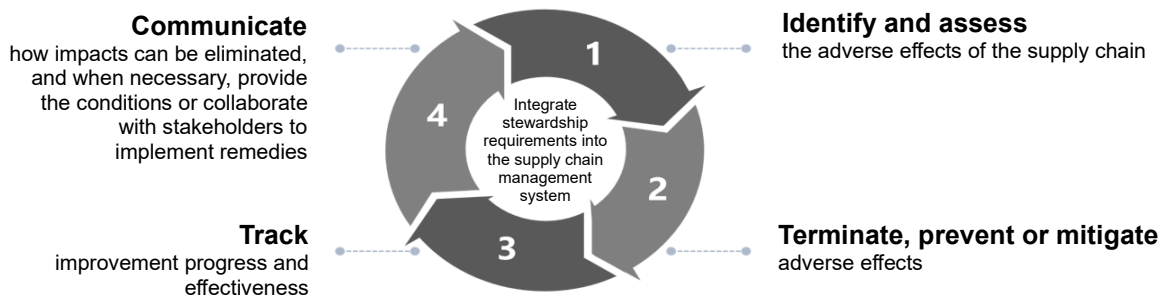 Communicate
how impacts can be eliminated,
and when necessary, provide
the conditions or collaborate
with stakeholders to
implement remedies
Identify and assess
the adverse effects of the supply chain
1
4
Integrate
stewardship
requirements into
the supply chain
management
system
2
3
Track
improvement progress and
effectiveness
Terminate, prevent or mitigate
adverse effects